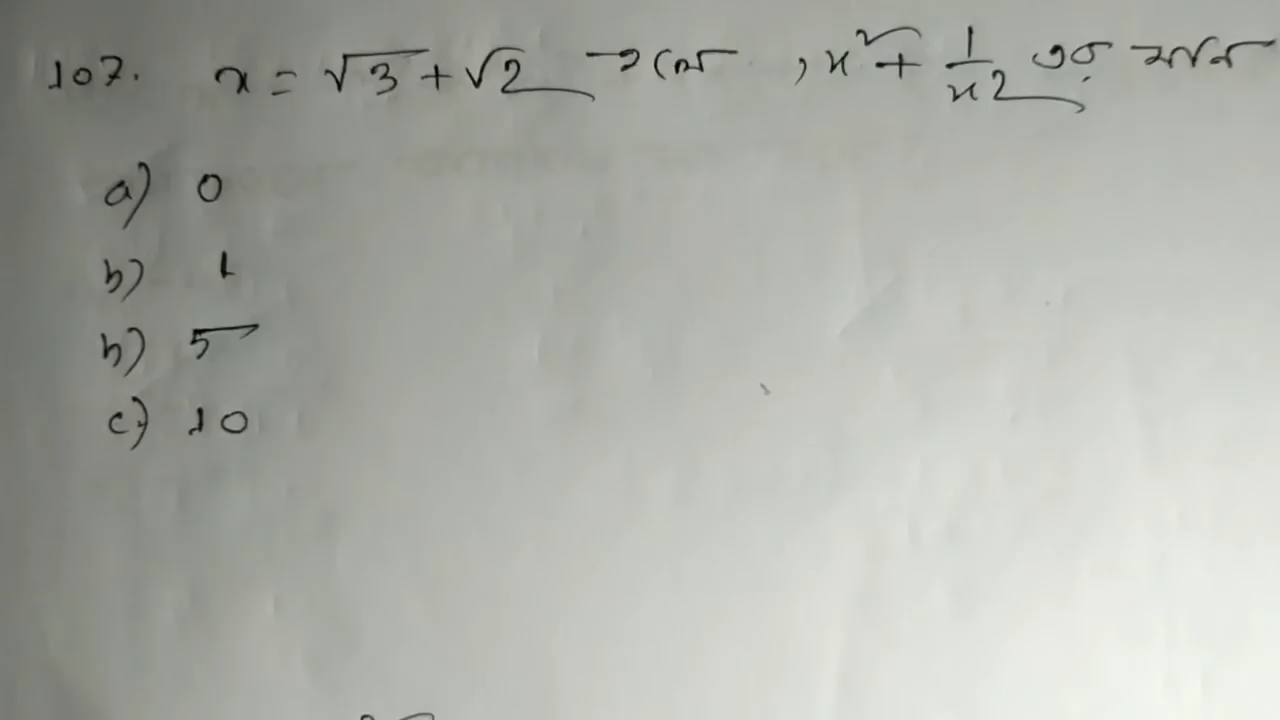 107. x = √3 + √2 হলে , x² + 1/x² এর মান
a) 0
b) 1
b) 5
c) 10